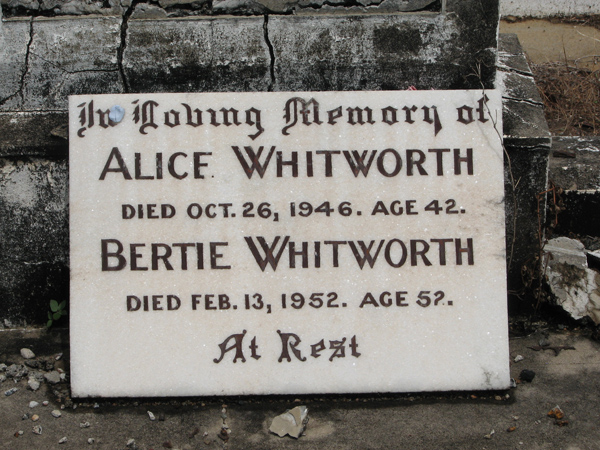 In Loving Memory of
ALICE WHITWORTH
DIED OCT. 26, 1946. AGE 42.
BERTIE WHITWORTH
DIED FEB. 13, 1952. AGE 52.
At Rest